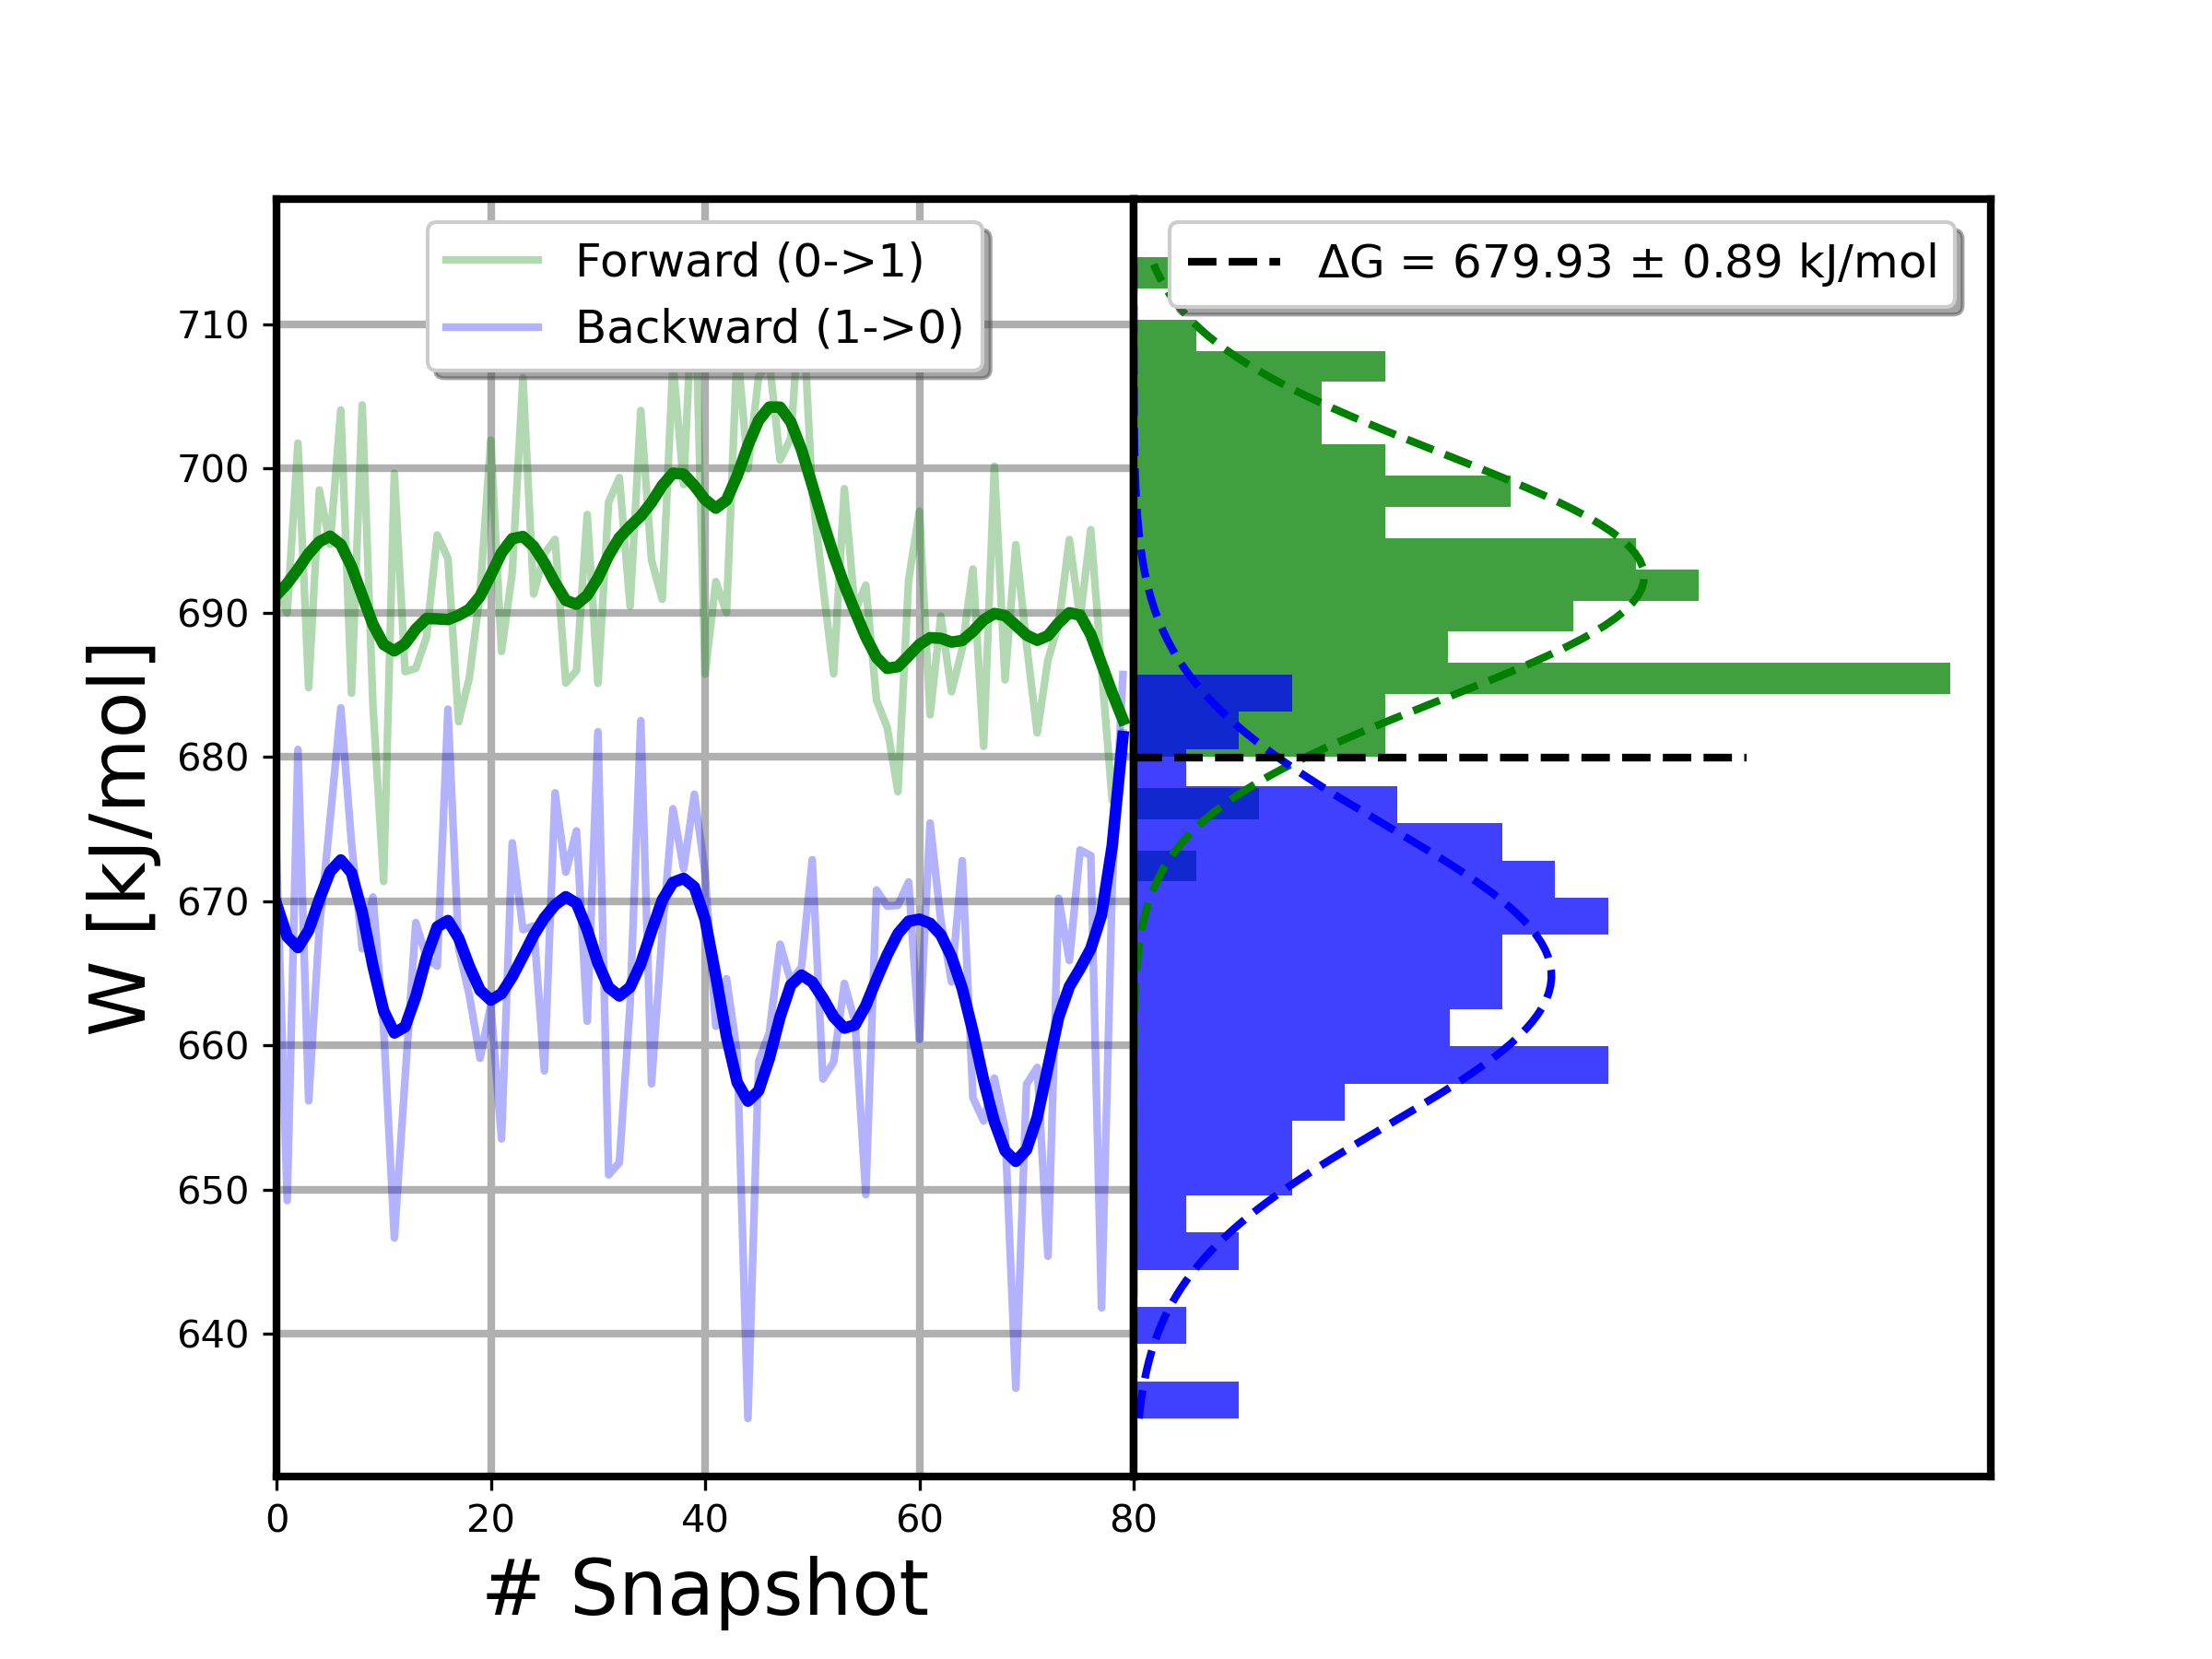 Forward (0->1)
Backward (1->0)
ΔG = 679.93 ± 0.89 kJ/mol
710
700
690
680
670
660
650
640
W [kJ/mol]
0 20 40 60 80
# Snapshot